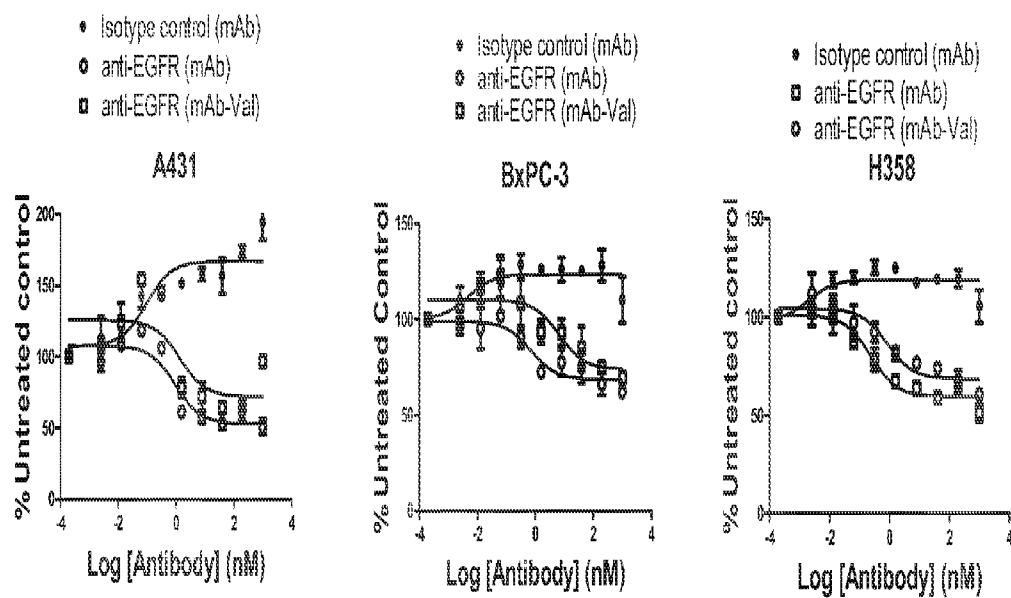 Isotype control (mAb)
anti-EGFR (mAb)
anti-EGFR (mAb-Val)
A431
% Untreated control
200
150
100
50
0
-4
-2
0
2
4
Log [Antibody] (nM)
Isotype control (mAb)
anti-EGFR (mAb)
anti-EGFR (mAb-Val)
BxPC-3
% Untreated Control
150
100
50
0
-4
-2
0
2
4
Log [Antibody] (nM)
Isotype control (mAb)
anti-EGFR (mAb)
anti-EGFR (mAb-Val)
H358
% Untreated control
150
100
50
0
-4
-2
0
2
4
Log [Antibody] (nM)